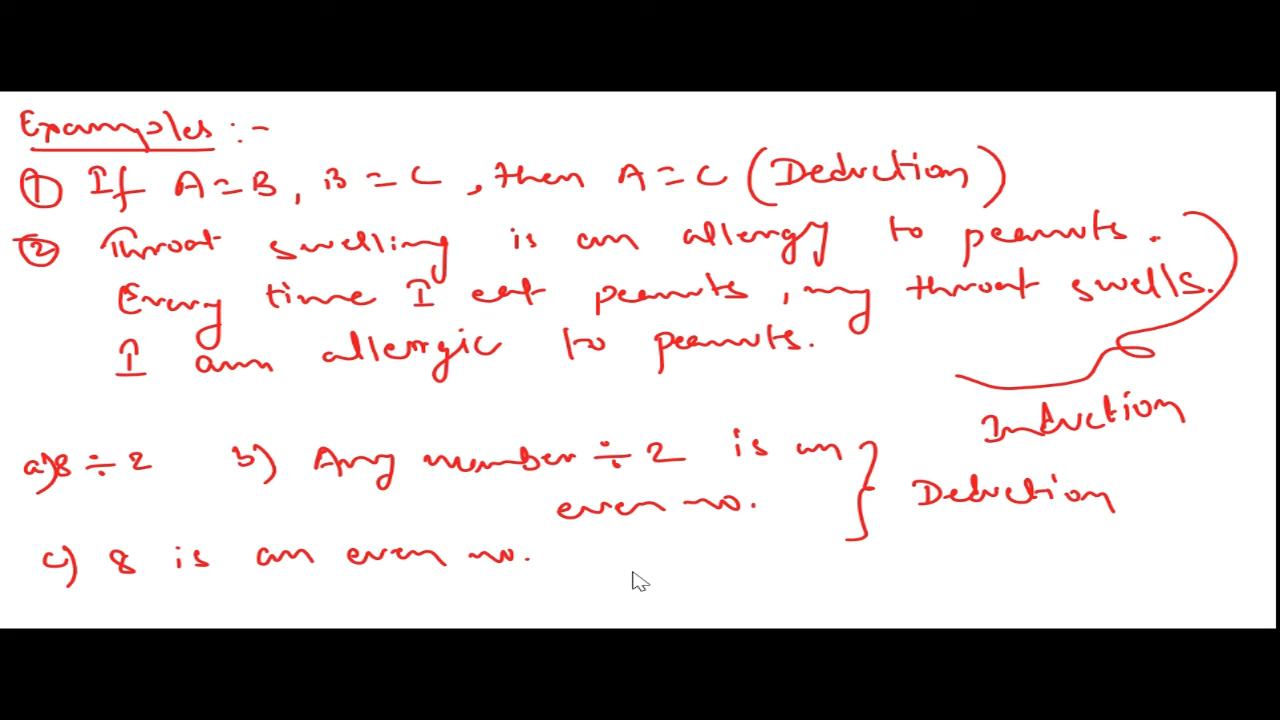 Examples :-
① If A = B, B = C, then A = C (Deduction)
② Throat swelling is an allergy to peanuts.
Every time I eat peanuts, my throat swells.
I am allergic to peanuts.
Induction
a) 8 ÷ 2 b) Any number ÷ 2 is an
even no.
Deduction
c) 8 is an even no.